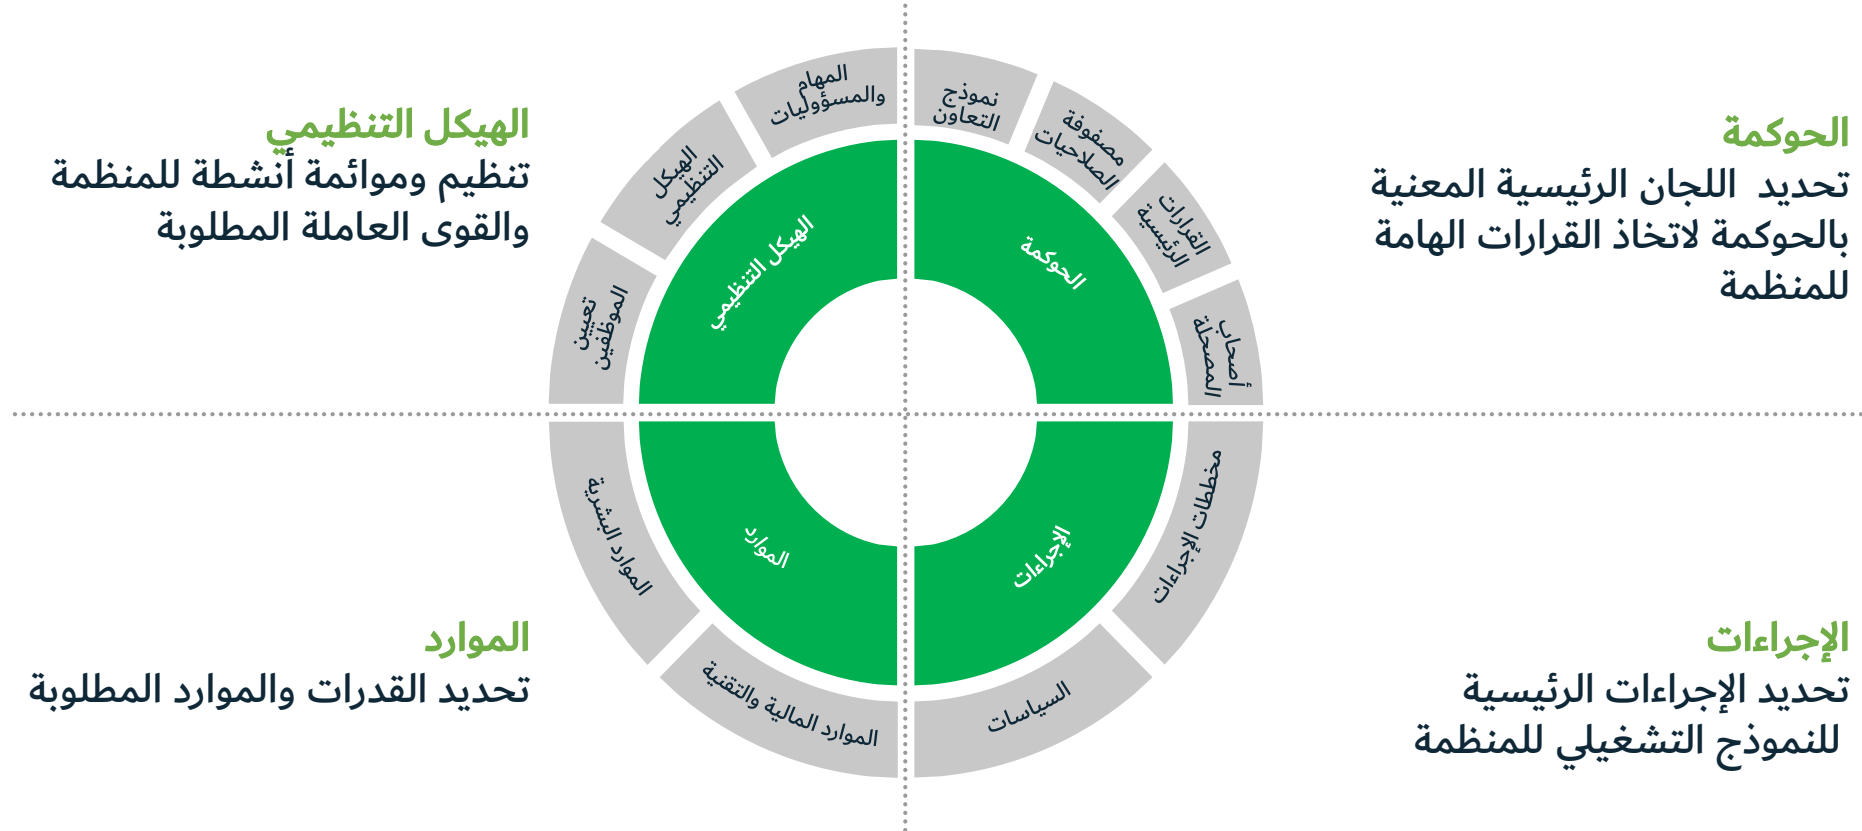 الحوكمة
تحديد اللجان الرئيسية المعنية
بالحوكمة لاتخاذ القرارات الهامة
للمنظمة
الهيكل التنظيمي
تنظيم وموائمة أنشطة للمنظمة
والقوى العاملة المطلوبة
نموذج
التعاون
مصفوفة
الصلاحيات
القرارات
الرئيسية
أصحاب
المصحلة
المهام
والمسؤوليات
الهيكل
التنظيمي
تعيين
الموظفين
الحوكمة
الهيكل التنظيمي
الإجراءات
الموارد
مخططات الإجراءات
السياسات
الموارد البشرية
الموارد المالية والتقنية
الإجراءات
تحديد الإجراءات الرئيسية
للنموذج التشغيلي للمنظمة
الموارد
تحديد القدرات والموارد المطلوبة